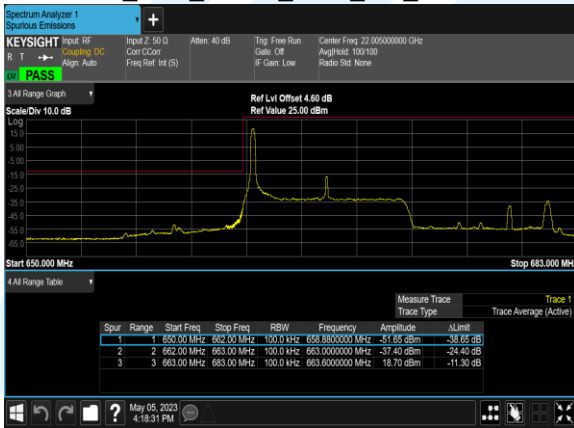 Spectrum Analyzer 1
Spurious Emissions
+
KEYSIGHT
R T
Input: RF
Coupling: DC
Align: Auto
Input Z: 50 Ω
Corr CCorr
Freq Ref: Int (S)
Atten: 40 dB
Trig: Free Run
Gate: Off
IF Gain: Low
Center Freq: 22.005000000 GHz
Avg|Hold: 100/100
Radio Std: None
PASS
3 All Range Graph
Scale/Div 10.0 dB
Ref Lvl Offset 4.60 dB
Ref Value 25.00 dBm
Log
15.0
5.00
-5.00
-15.0
-25.0
-35.0
-45.0
-55.0
-65.0
Start 650.000 MHz
Stop 683.000 MH
4 All Range Table
Measure Trace Trace 1
Trace Type Trace Average (Active)
Spur Range Start Freq Stop Freq RBW Frequency Amplitude ΔLimit
1 1 650.00 MHz 662.00 MHz 100.0 kHz 658.8800000 MHz -51.65 dBm -38.65 dB
2 2 662.00 MHz 663.00 MHz 100.0 kHz 663.0000000 MHz -37.40 dBm -24.40 dB
3 3 663.00 MHz 683.00 MHz 100.0 kHz 663.6000000 MHz 18.70 dBm -11.30 dB
?
May 05, 2023
4:18:31 PM